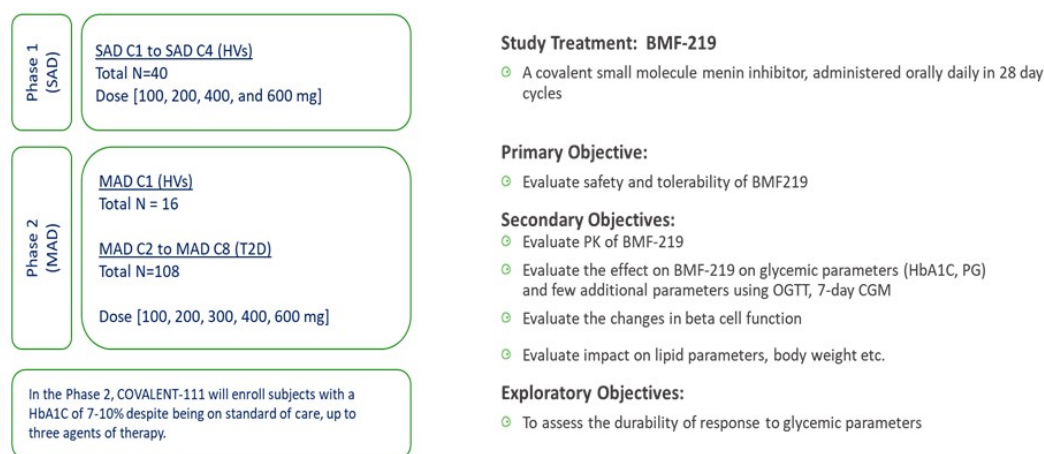 Phase 1
(SAD)
SAD C1 to SAD C4 (HVs)
Total N=40
Dose [100, 200, 400, and 600 mg]
Phase 2
(MAD)
MAD C1 (HVs)
Total N = 16
MAD C2 to MAD C8 (T2D)
Total N=108
Dose [100, 200, 300, 400, 600 mg]
In the Phase 2, COVALENT-111 will enroll subjects with a
HbA1C of 7-10% despite being on standard of care, up to
three agents of therapy.
Study Treatment: BMF-219
A covalent small molecule menin inhibitor, administered orally daily in 28 day
cycles
Primary Objective:
Evaluate safety and tolerability of BMF219
Secondary Objectives:
Evaluate PK of BMF-219
Evaluate the effect on BMF-219 on glycemic parameters (HbA1C, PG)
and few additional parameters using OGTT, 7-day CGM
Evaluate the changes in beta cell function
Evaluate impact on lipid parameters, body weight etc.
Exploratory Objectives:
To assess the durability of response to glycemic parameters